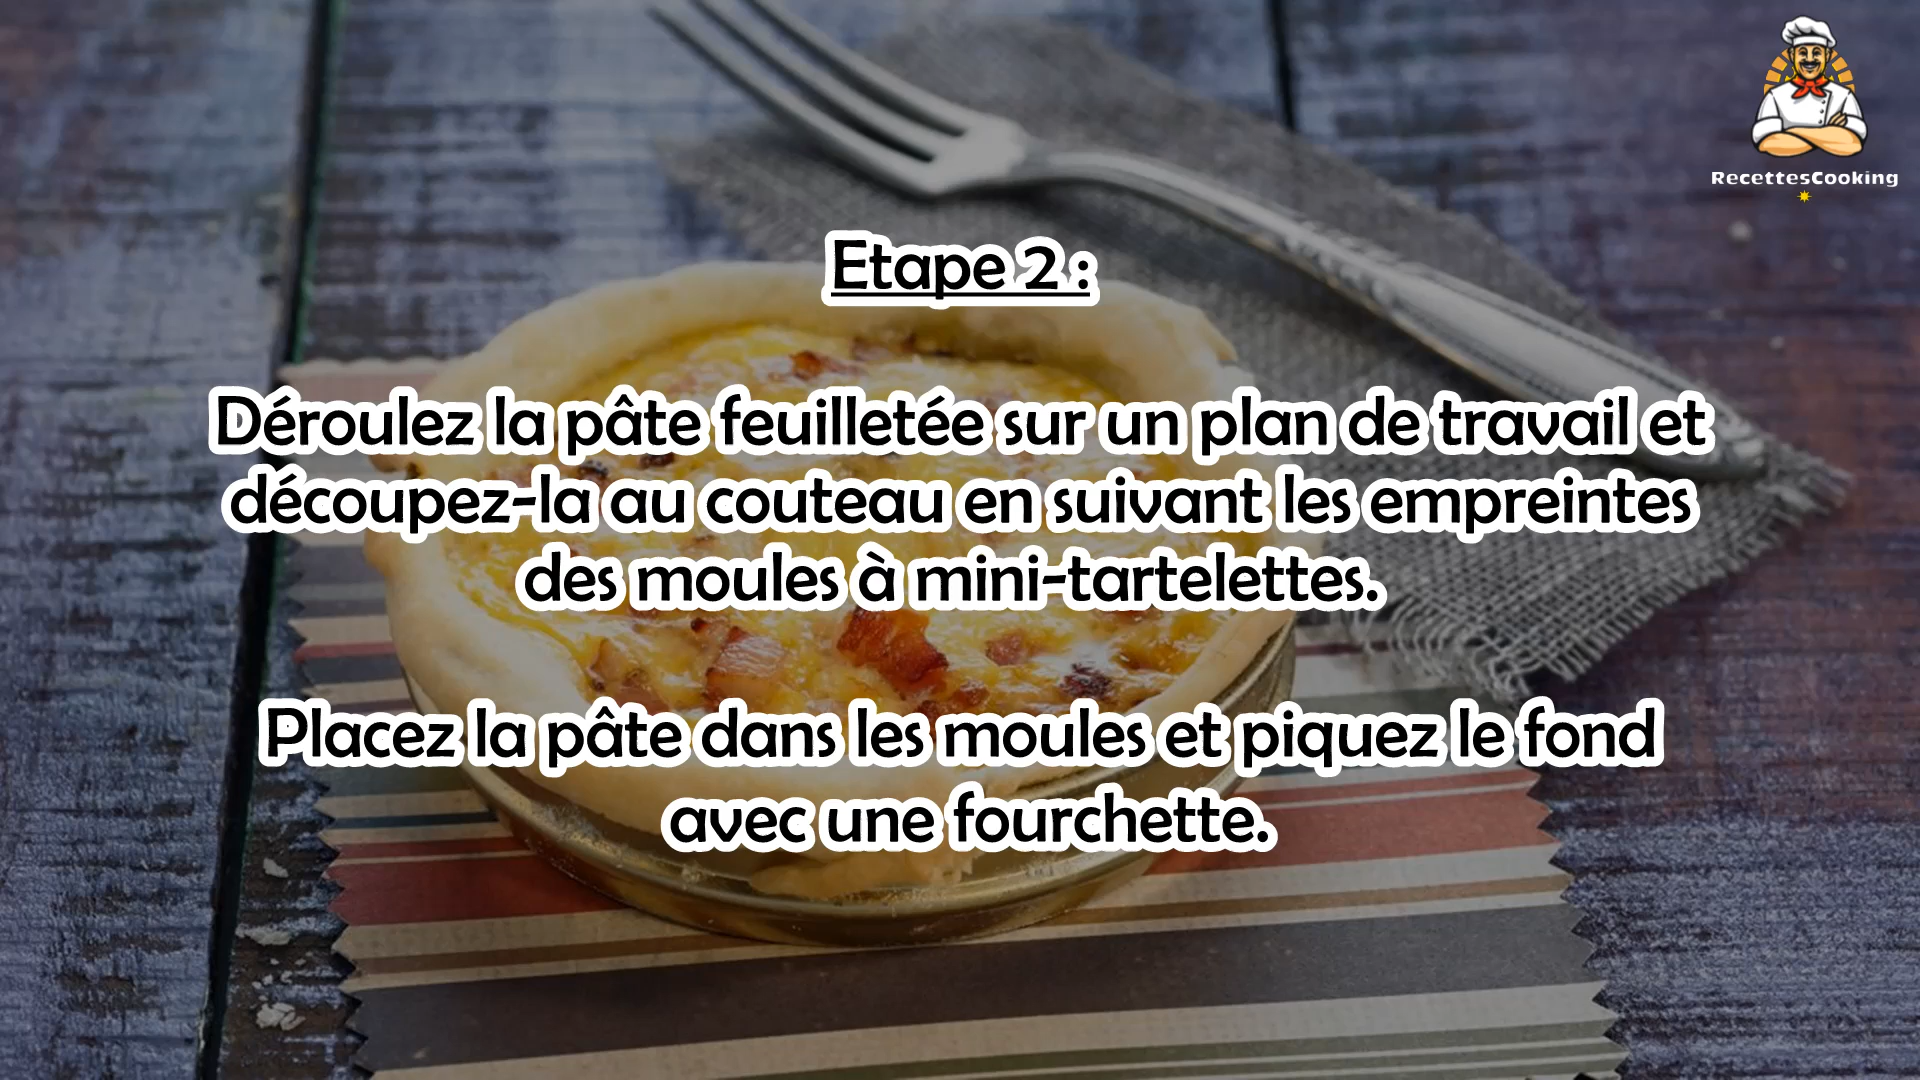 RecettesCooking
Etape 2 :
Déroulez la pâte feuilletée sur un plan de travail et
découpez-la au couteau en suivant les empreintes
des moules à mini-tartelettes.
Placez la pâte dans les moules et piquez le fond
avec une fourchette.